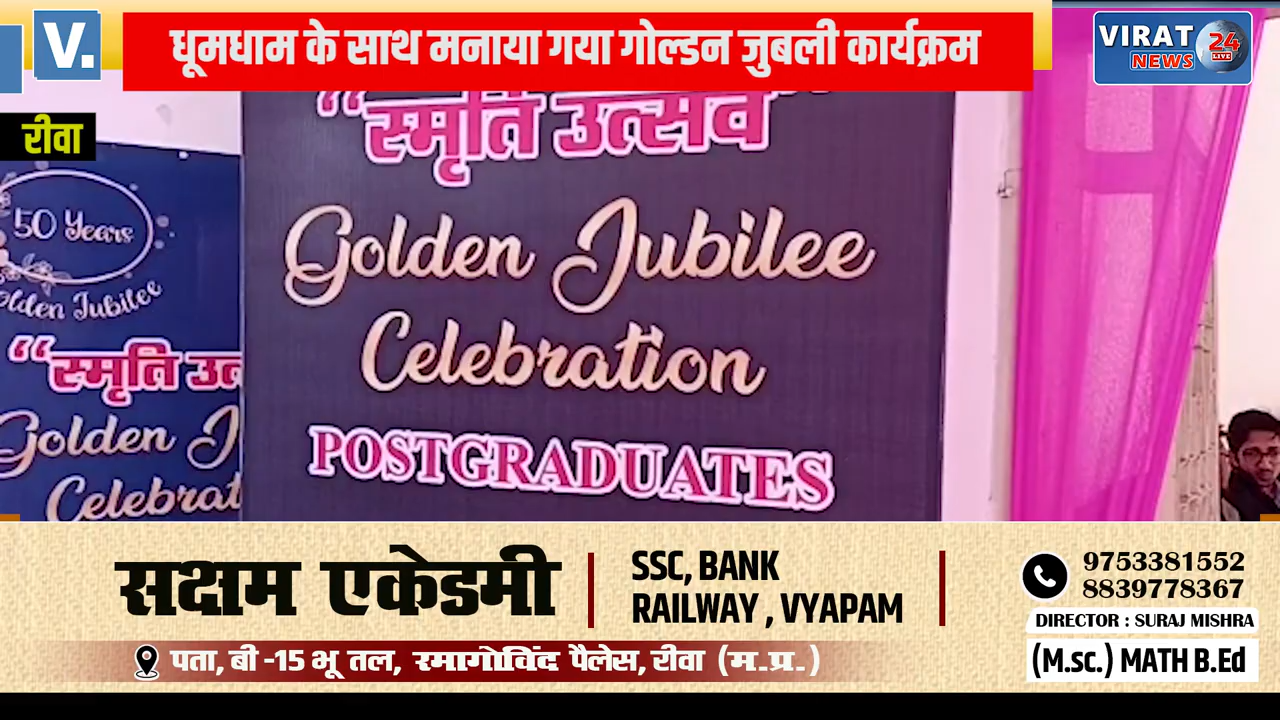 V.
धूमधाम के साथ मनाया गया गोल्डन जुबली कार्यक्रम
VIRAT
NEWS
24
LIVE
रीवा
50 Years
Golden Jubilee
“स्मृति उत
Golden J
Celebrat
“स्मृति उत्सव”
Golden Jubilee
Celebration
POSTGRADUATES
सक्षम एकेडमी
SSC, BANK
RAILWAY , VYAPAM
9753381552
8839778367
DIRECTOR : SURAJ MISHRA
(M.sc.) MATH B.Ed
पता, बी -15 भू तल, रमागोविंद पैलेस, रीवा (म.प्र.)